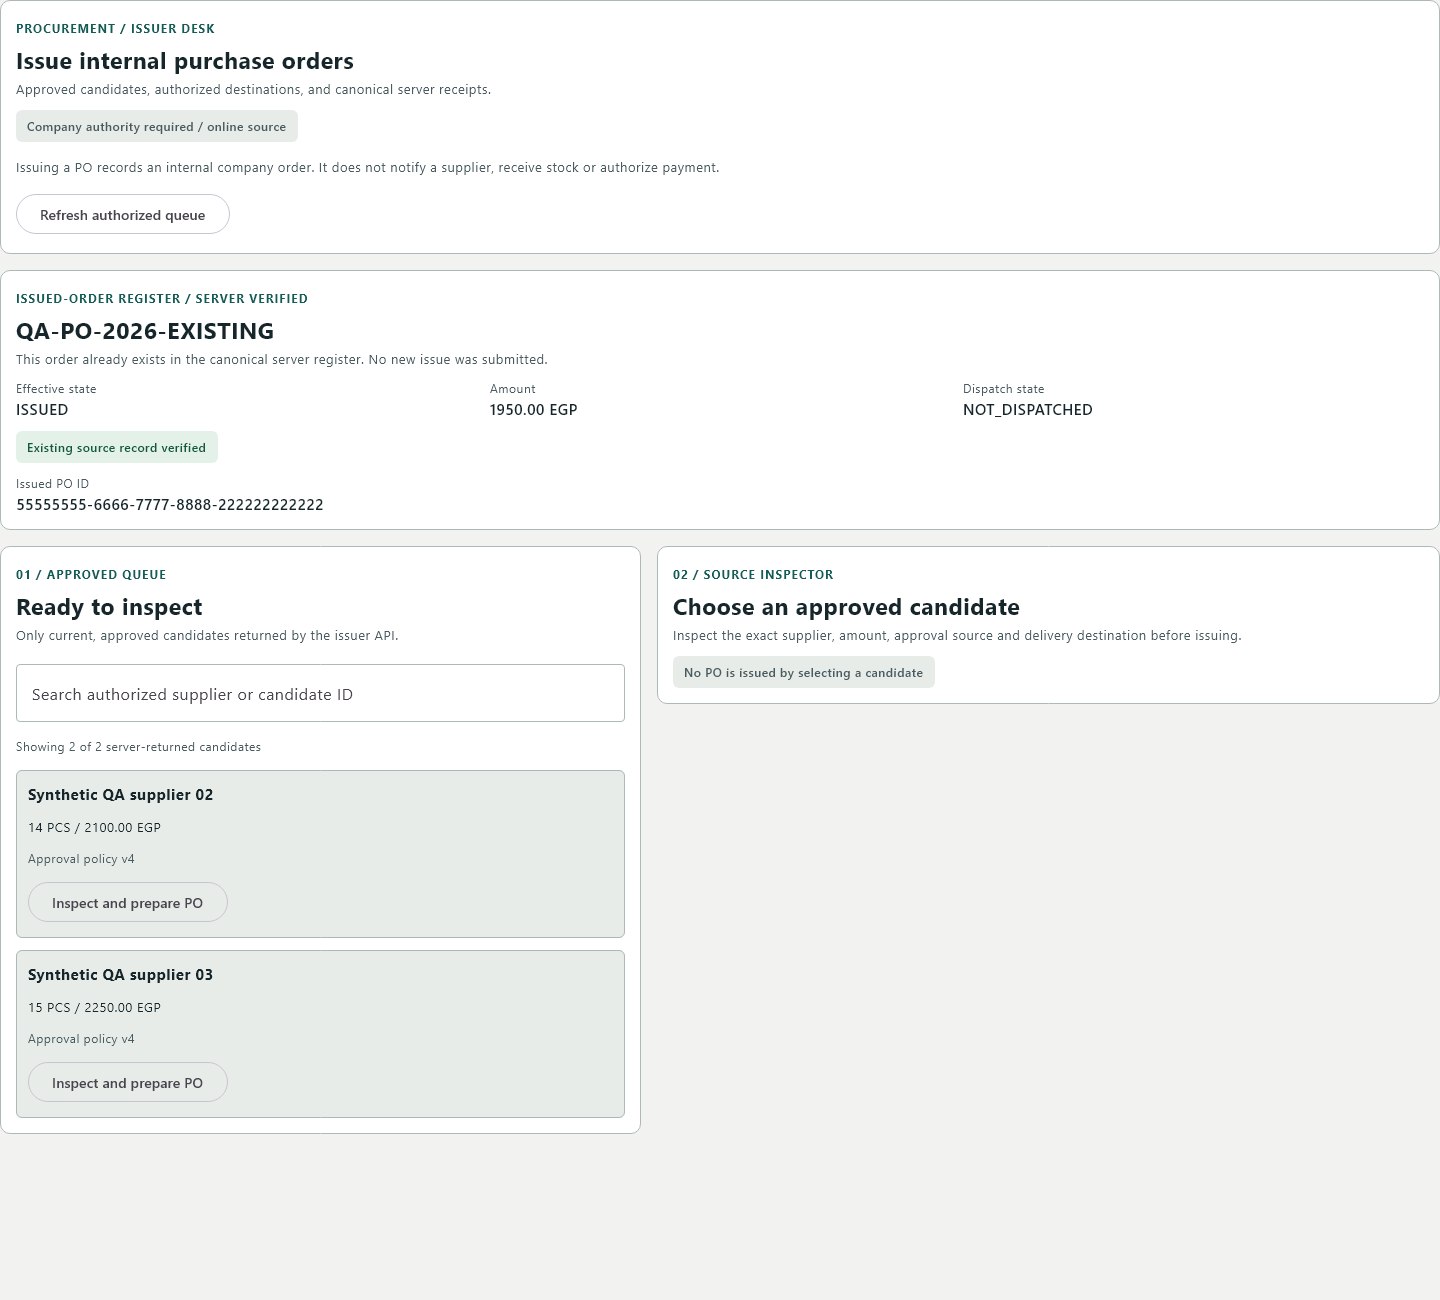 PROCUREMENT / ISSUER DESK
Issue internal purchase orders
Approved candidates, authorized destinations, and canonical server receipts.
Company authority required / online source
Issuing a PO records an internal company order. It does not notify a supplier, receive stock or authorize payment.
Refresh authorized queue
ISSUED-ORDER REGISTER / SERVER VERIFIED
QA-PO-2026-EXISTING
This order already exists in the canonical server register. No new issue was submitted.
Effective state
ISSUED
Amount
1950.00 EGP
Dispatch state
NOT_DISPATCHED
Existing source record verified
Issued PO ID
55555555-6666-7777-8888-222222222222
01 / APPROVED QUEUE
Ready to inspect
Only current, approved candidates returned by the issuer API.
Search authorized supplier or candidate ID
Showing 2 of 2 server-returned candidates
Synthetic QA supplier 02
14 PCS / 2100.00 EGP
Approval policy v4
Inspect and prepare PO
Synthetic QA supplier 03
15 PCS / 2250.00 EGP
Approval policy v4
Inspect and prepare PO
02 / SOURCE INSPECTOR
Choose an approved candidate
Inspect the exact supplier, amount, approval source and delivery destination before issuing.
No PO is issued by selecting a candidate